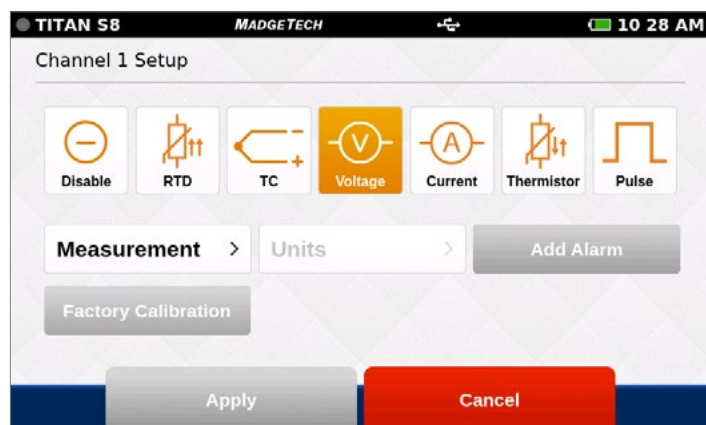 TITAN S8 MADGETECH 10 28 AM
Channel 1 Setup
V A
Disable RTD TC Voltage Current Thermistor Pulse
Measurement > Units > Add Alarm
Factory Calibration
Apply Cancel